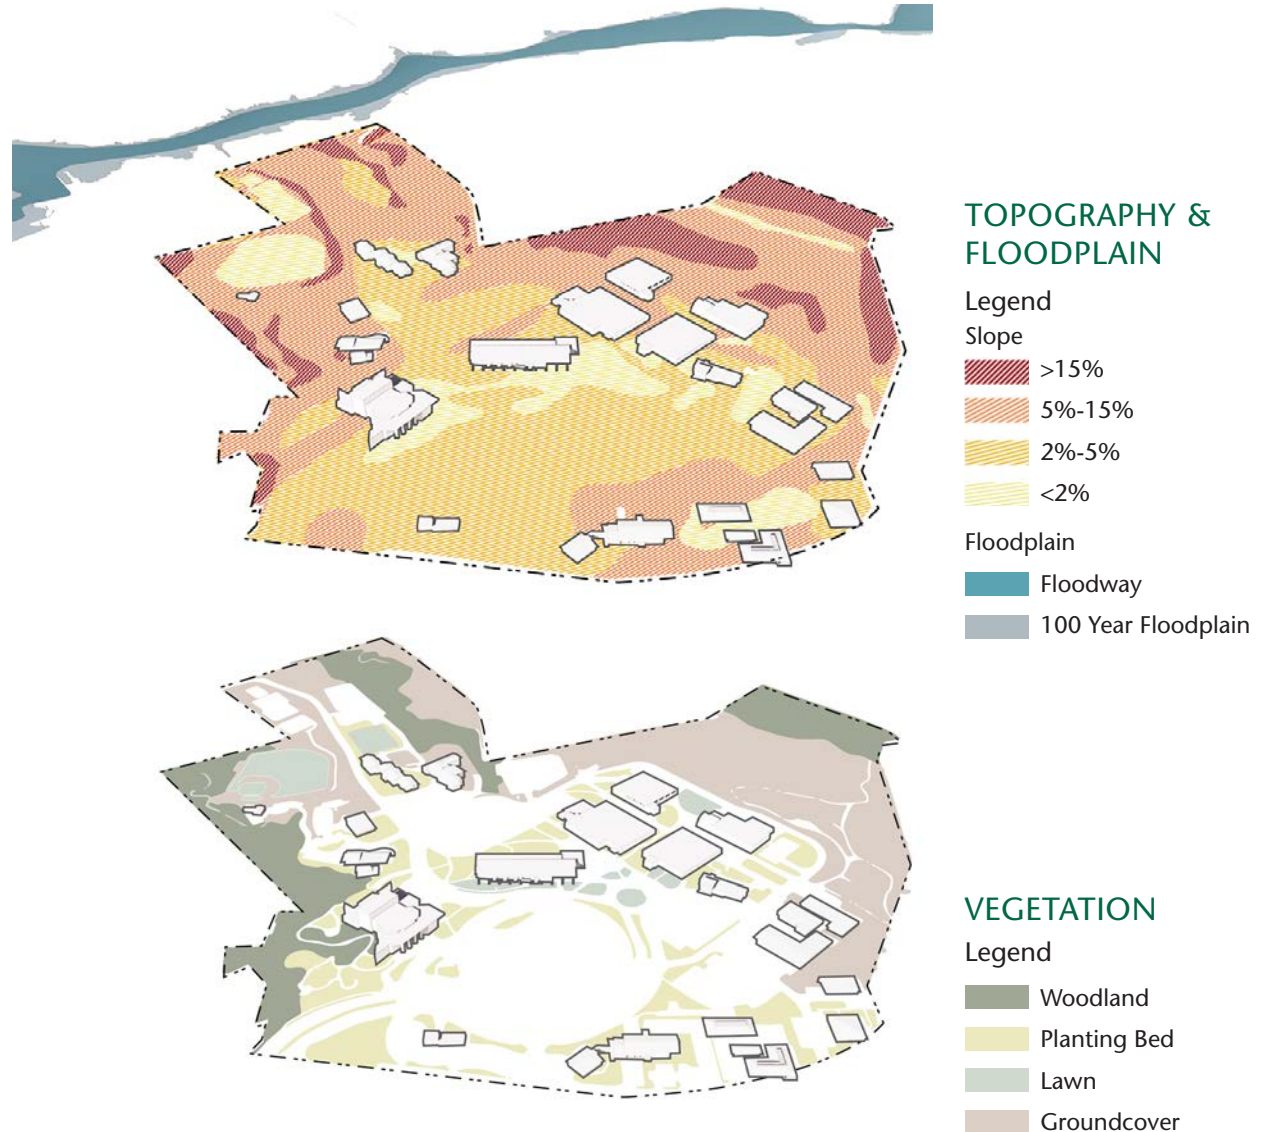 TOPOGRAPHY &
FLOODPLAIN
Legend
Slope
>15%
5%-15%
2%-5%
<2%
Floodplain
Floodway
100 Year Floodplain
VEGETATION
Legend
Woodland
Planting Bed
Lawn
Groundcover